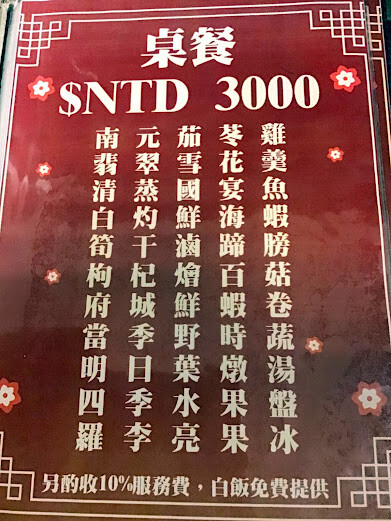 桌餐
$NTD 3000
南元茄苳雞
翡翠雪花羹
清蒸國宴魚
白灼鮮海蝦
筍干滷蹄膀
枸杞燴百菇
府城鮮蝦卷
當季野時蔬
明日葉燉湯
四季水果盤
羅李亮果冰
另酌收10%服務費，白飯免費提供